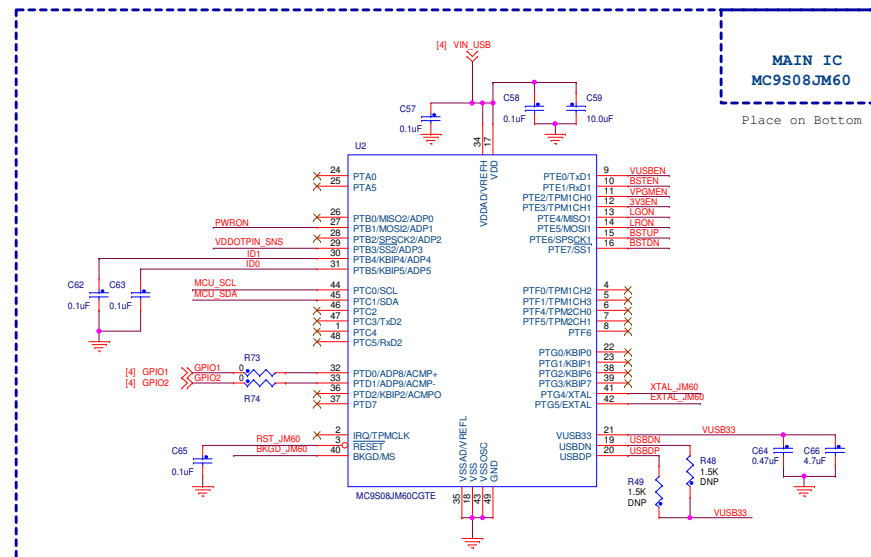 [4] VIN_USB
MAIN IC
MC9S08JM60
Place on Bottom
C57
0.1uF
C58
0.1uF
C59
10.0uF
U2
34
17
VDDAD/VREFH
VDD
24 PTA0
25 PTA5
26 PTB0/MISO2/ADP0
PWRON 27 PTB1/MOSI2/ADP1
28 PTB2/SPSCK2/ADP2
VDDOTPIN_SNS 29 PTB3/SS2/ADP3
ID1 30 PTB4/KBIP4/ADP4
ID0 31 PTB5/KBIP5/ADP5
C62
0.1uF
C63
0.1uF
MCU_SCL 44 PTC0/SCL
MCU_SDA 45 PTC1/SDA
46 PTC2
47 PTC3/TxD2
1 PTC4
48 PTC5/RxD2
R73
[4] GPIO1 GPIO1 0 32 PTD0/ADP8/ACMP+
[4] GPIO2 GPIO2 0 33 PTD1/ADP9/ACMP-
R74
36 PTD2/KBIP2/ACMPO
37 PTD7
2 IRQ/TPMCLK
RST_JM60 3 RESET
BKGD_JM60 40 BKGD/MS
C65
0.1uF
PTE0/TxD1 9 VUSBEN
PTE1/RxD1 10 BSTEN
PTE2/TPM1CH0 11 VPGMEN
PTE3/TPM1CH1 12 3V3EN
PTE4/MISO1 13 LGON
PTE5/MOSI1 14 LRON
PTE6/SPSCK1 15 BSTUP
PTE7/SS1 16 BSTDN
PTF0/TPM1CH2 4
PTF1/TPM1CH3 5
PTF4/TPM2CH0 6
PTF5/TPM2CH1 7
PTF6 8
PTG0/KBIP0 22
PTG1/KBIP1 23
PTG2/KBIP6 38
PTG3/KBIP7 39
PTG4/XTAL 41 XTAL_JM60
PTG5/EXTAL 42 EXTAL_JM60
VUSB33 21 VUSB33
USBDN 19 USBDN
USBDP 20 USBDP
C64
0.47uF
C66
4.7uF
R48
1.5K
DNP
R49
1.5K
DNP
VUSB33
VSSAD/VREFL
VSS
VSSOSC
GND
35
18
43
49
MC9S08JM60CGTE